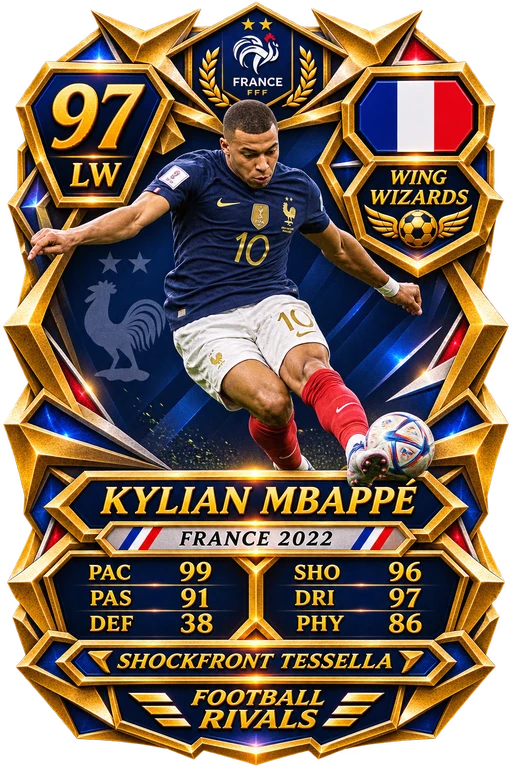 FRANCE
FFF
97
LW
WING
WIZARDS
10
10
KYLIAN MBAPPÉ
FRANCE 2022
PAC 99
SHO 96
PAS 91
DRI 97
DEF 38
PHY 86
SHOCKFRONT TESSELLA
FOOTBALL
RIVALS